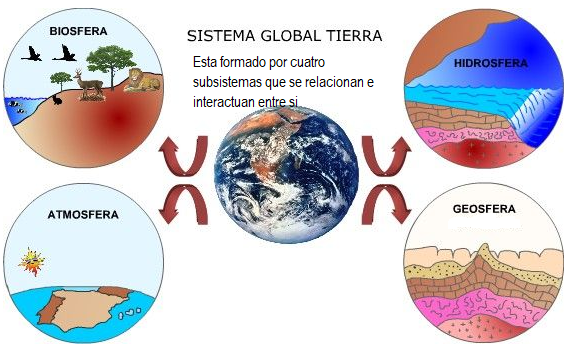 SISTEMA GLOBAL TIERRA
Esta formado por cuatro
subsistemas que se relacionan e
interactuan entre si
BIOSFERA
HIDROSFERA
ATMOSFERA
GEOSFERA